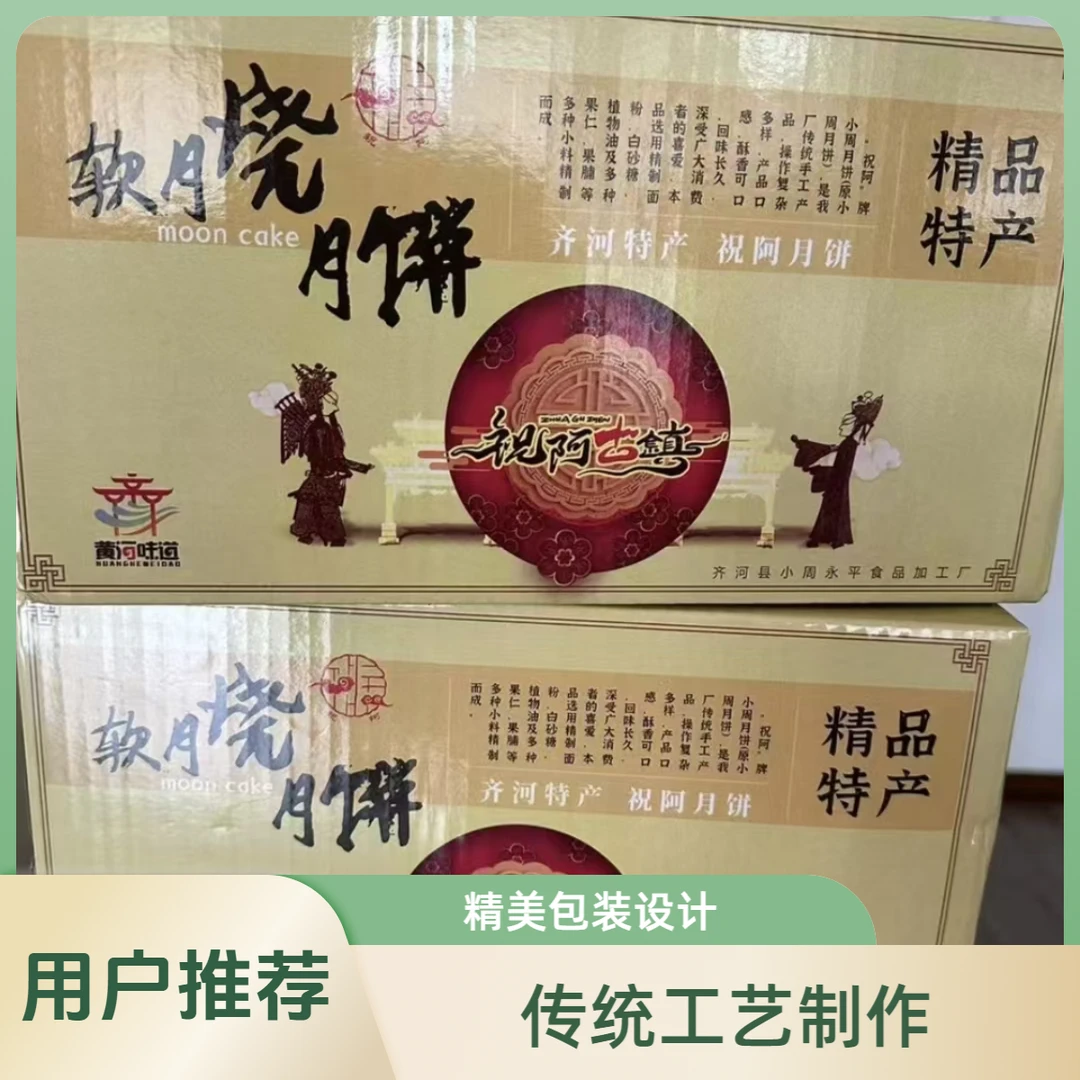 软月烧月饼
moon cake
“祝阿”牌
小周月饼(原小
周月饼)，是我
厂传统手工产
品，操作复杂
多样，产品口
感，酥香可口
，回味长久，
深受广大消费
者的喜爱。本
品选用精制面
粉，白砂糖，
植物油及多种
果仁、果脯等
多种小料精制
而成。
精品
特产
齐河特产 祝阿月饼
ZHU A GU ZHEN
祝阿古镇
黄河味道
HUANGHEWEIDAO
齐河县小周永平食品加工厂
软月烧月饼
moon cake
“祝阿”牌
小周月饼(原小
周月饼)，是我
厂传统手工产
品，操作复杂
多样，产品口
感，酥香可口
，回味长久，
深受广大消费
者的喜爱。本
品选用精制面
粉，白砂糖，
植物油及多种
果仁、果脯等
多种小料精制
而成。
精品
特产
齐河特产 祝阿月饼
精美包装设计
用户推荐
传统工艺制作